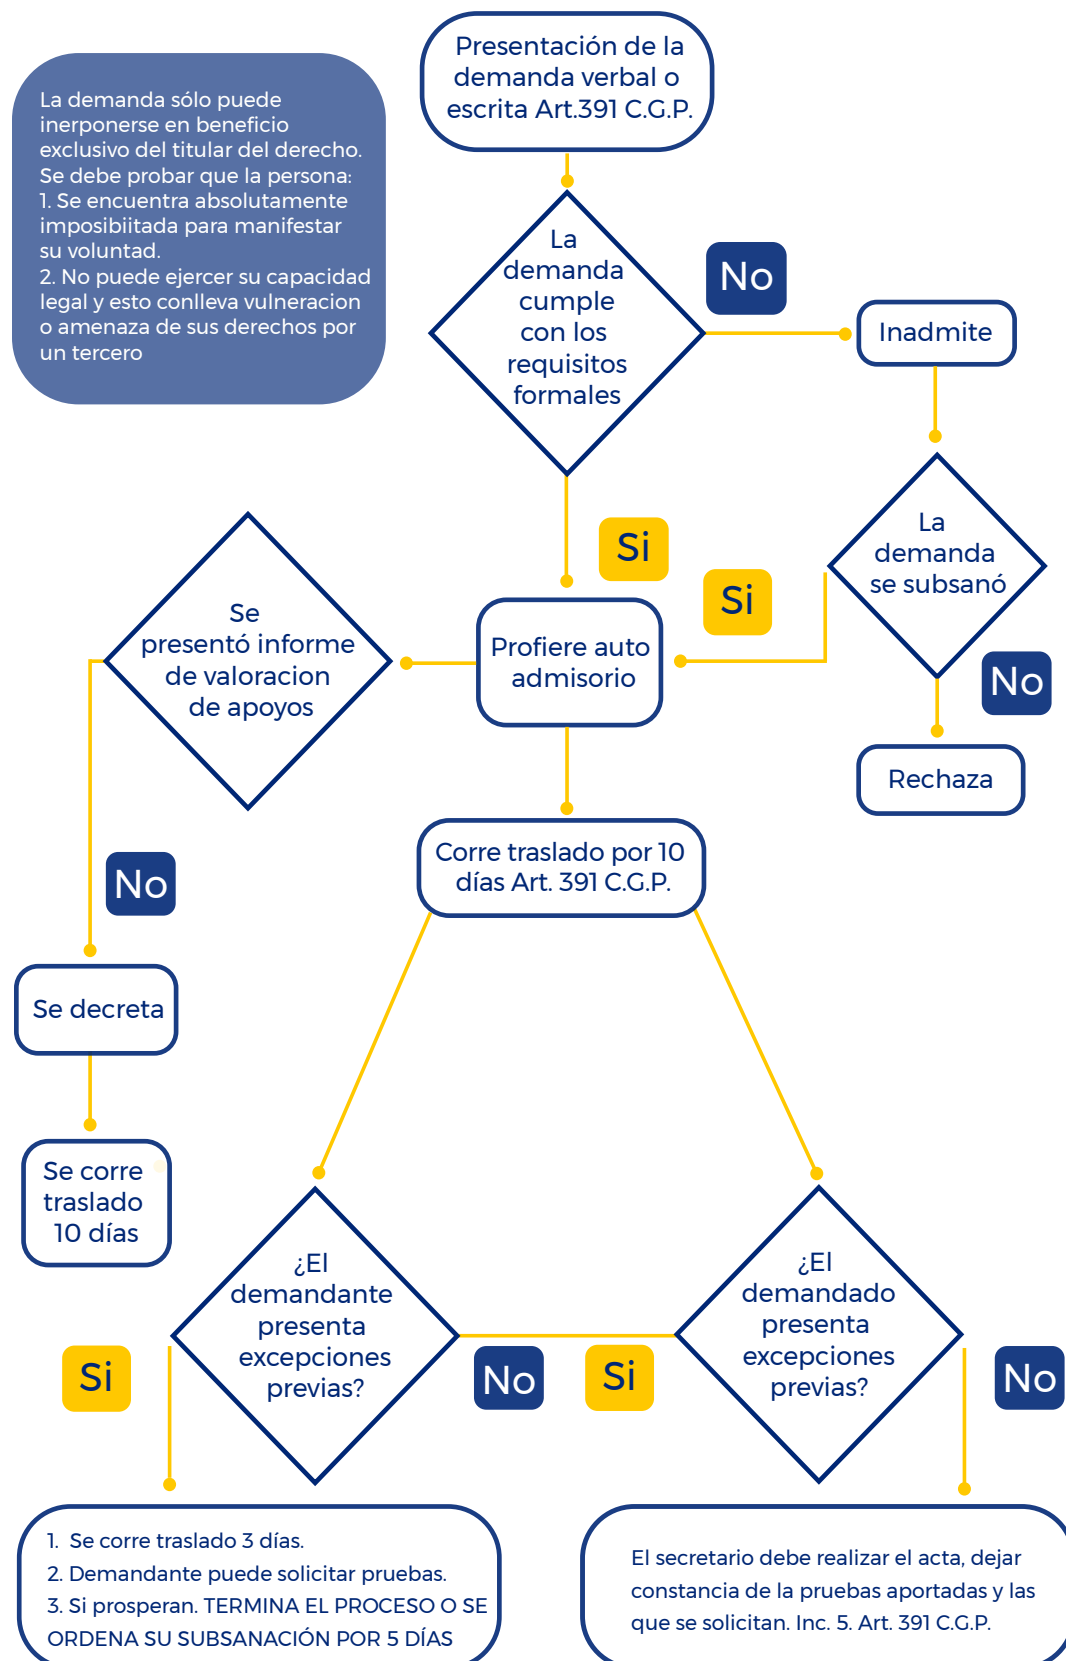 Presentación de la
demanda verbal o
escrita Art.391 C.G.P.
La demanda sólo puede
inerponerse en beneficio
exclusivo del titular del derecho.
Se debe probar que la persona:
1. Se encuentra absolutamente
imposibiitada para manifestar
su voluntad.
2. No puede ejercer su capacidad
legal y esto conlleva vulneracion
o amenaza de sus derechos por
un tercero
La
demanda
cumple
con los
requisitos
formales
No
Inadmite
Si
La
demanda
se subsanó
Si
No
Rechaza
Profiere auto
admisorio
Se
presentó informe
de valoracion
de apoyos
No
Se decreta
Se corre
traslado
10 días
Corre traslado por 10
días Art. 391 C.G.P.
¿El
demandante
presenta
excepciones
previas?
Si
No
¿El
demandado
presenta
excepciones
previas?
Si
No
1. Se corre traslado 3 días.
2. Demandante puede solicitar pruebas.
3. Si prosperan. TERMINA EL PROCESO O SE
ORDENA SU SUBSANACIÓN POR 5 DÍAS
El secretario debe realizar el acta, dejar
constancia de la pruebas aportadas y las
que se solicitan. Inc. 5. Art. 391 C.G.P.